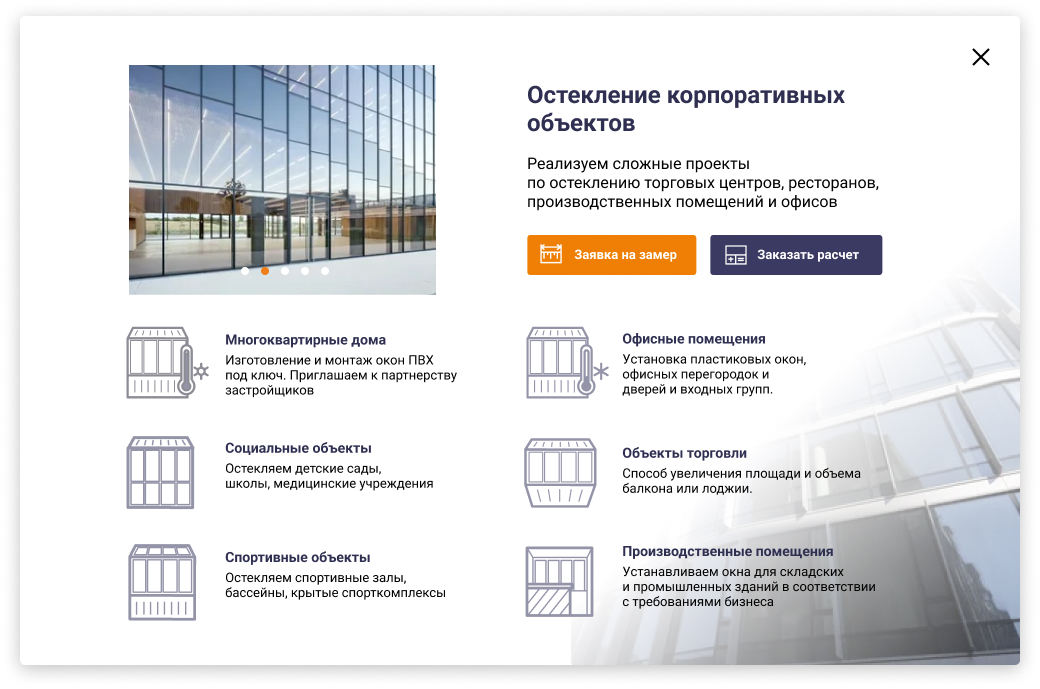 Остекление корпоративных
объектов
Реализуем сложные проекты
по остеклению торговых центров, ресторанов,
производственных помещений и офисов
Заявка на замер
Заказать расчет
Многоквартирные дома
Изготовление и монтаж окон ПВХ
под ключ. Приглашаем к партнерству
застройщиков
Офисные помещения
Установка пластиковых окон,
офисных перегородок и
дверей и входных групп.
Социальные объекты
Остекляем детские сады,
школы, медицинские учреждения
Объекты торговли
Способ увеличения площади и объема
балкона или лоджии.
Спортивные объекты
Остекляем спортивные залы,
бассейны, крытые спорткомплексы
Производственные помещения
Устанавливаем окна для складских
и промышленных зданий в соответствии
с требованиями бизнеса